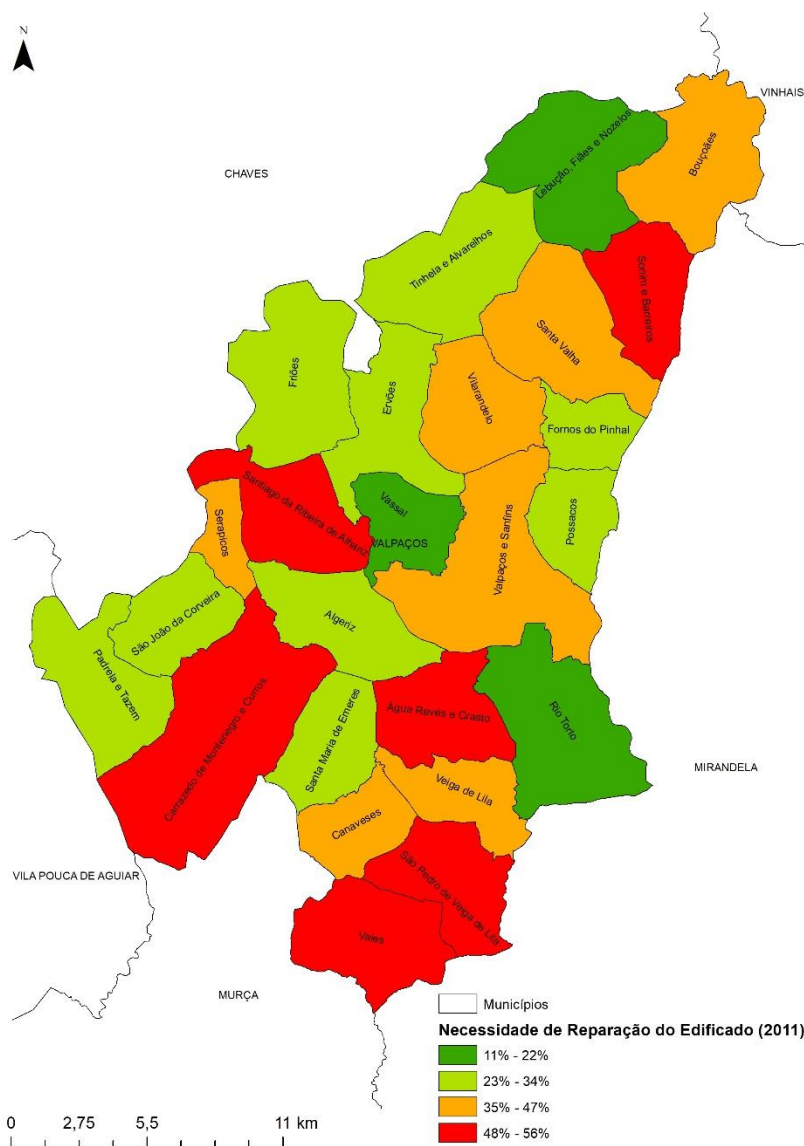 N
VINHAIS
Bouçoães
Lebução, Fiães e Nozelos
CHAVES
Tinhela e Alvarelhos
Sonim e Barreiros
Santa Valha
Friões
Ervões
Vilarandelo
Fornos do Pinhal
Santiago da Ribeira de Alhariz
Vassal
Possacos
Serapicos
VALPAÇOS
Valpaços e Sanfins
São João da Corveira
Algeriz
Padrela e Tazem
Carrazedo de Montenegro e Curros
Santa Maria de Emeres
Água Revés e Crasto
Rio Torto
MIRANDELA
Veiga de Lila
Canaveses
VILA POUCA DE AGUIAR
São Pedro de Veiga de Lila
Vales
MURÇA
Municípios
Necessidade de Reparação do Edificado (2011)
11% - 22%
23% - 34%
35% - 47%
48% - 56%
0 2,75 5,5 11 km